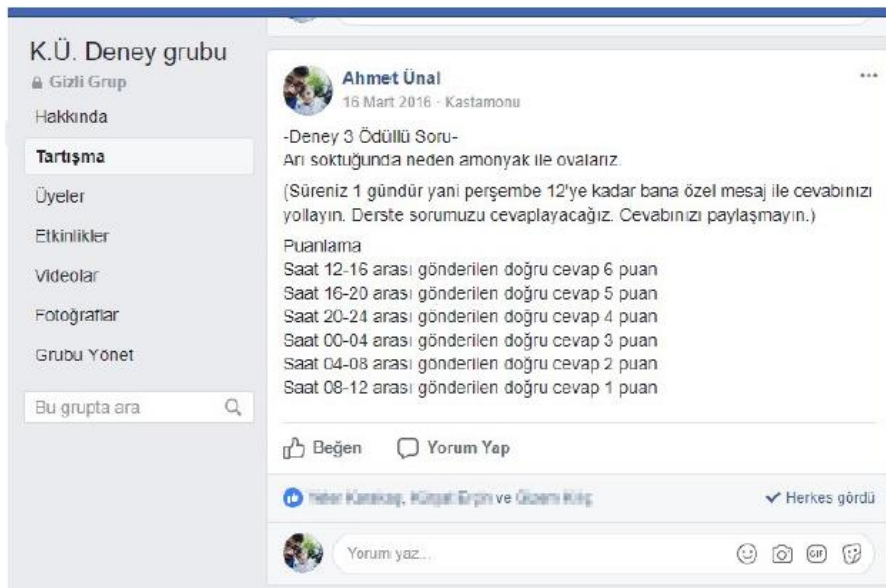 K.Ü. Deney grubu
Gizli Grup
Hakkında
Tartışma
Üyeler
Etkinlikler
Videolar
Fotoğraflar
Grubu Yönet
Bu grupta ara
Ahmet Ünal
16 Mart 2016 · Kastamonu
-Deney 3 Ödüllü Soru-
Arı soktuğunda neden amonyak ile ovalarız.
(Süreniz 1 gündür yani perşembe 12'ye kadar bana özel mesaj ile cevabınızı
yollayın. Derste sorumuzu cevaplayacağız. Cevabınızı paylaşmayın.)
Puanlama
Saat 12-16 arası gönderilen doğru cevap 6 puan
Saat 16-20 arası gönderilen doğru cevap 5 puan
Saat 20-24 arası gönderilen doğru cevap 4 puan
Saat 00-04 arası gönderilen doğru cevap 3 puan
Saat 04-08 arası gönderilen doğru cevap 2 puan
Saat 08-12 arası gönderilen doğru cevap 1 puan
Beğen Yorum Yap
ve
Herkes gördü
Yorum yaz...
GIF